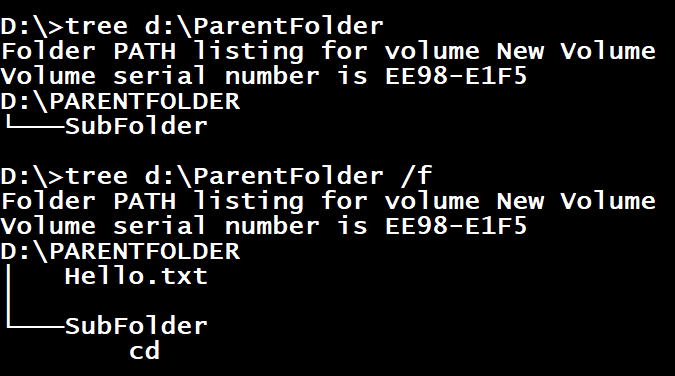 D:\>tree d:\ParentFolder
Folder PATH listing for volume New Volume
Volume serial number is EE98-E1F5
D:\PARENTFOLDER
└───SubFolder
D:\>tree d:\ParentFolder /f
Folder PATH listing for volume New Volume
Volume serial number is EE98-E1F5
D:\PARENTFOLDER
│   Hello.txt
│
└───SubFolder
        cd